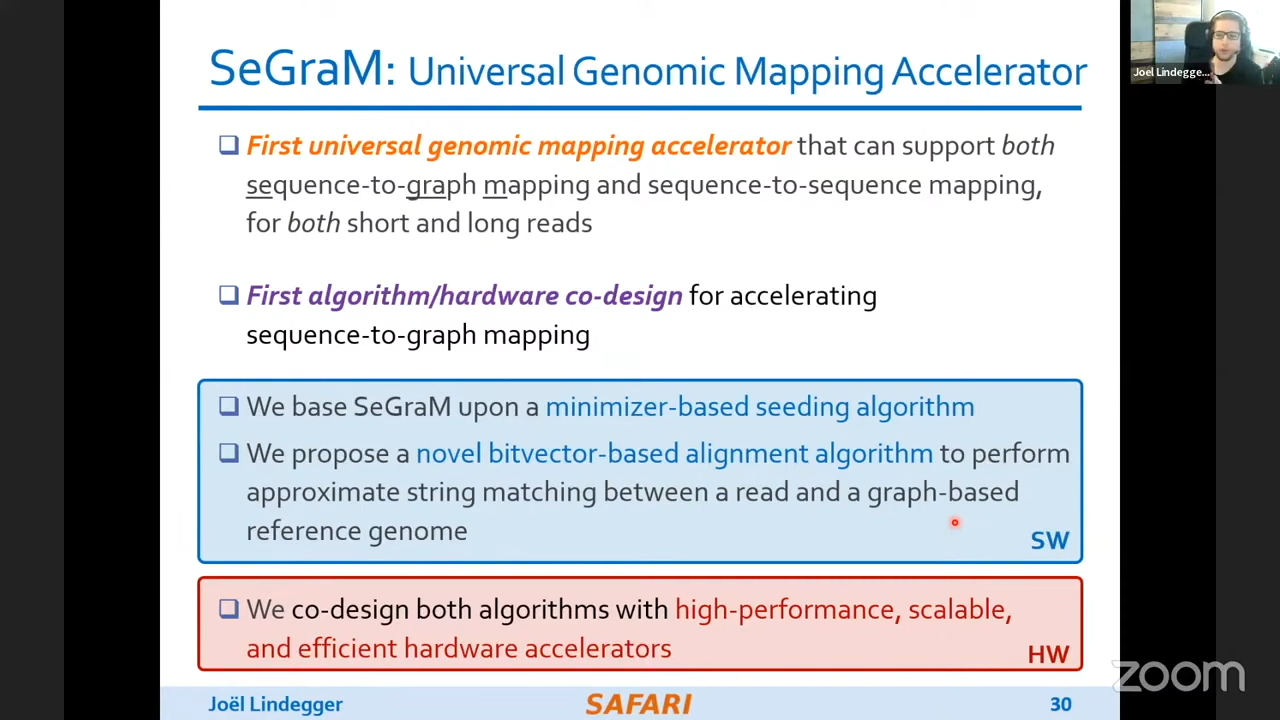 SeGraM: Universal Genomic Mapping Accelerator
Joel Lindegge...
❑ First universal genomic mapping accelerator that can support both
sequence-to-graph mapping and sequence-to-sequence mapping,
for both short and long reads
❑ First algorithm/hardware co-design for accelerating
sequence-to-graph mapping
❑ We base SeGraM upon a minimizer-based seeding algorithm
❑ We propose a novel bitvector-based alignment algorithm to perform
approximate string matching between a read and a graph-based
reference genome
SW
❑ We co-design both algorithms with high-performance, scalable,
and efficient hardware accelerators
HW
Joël Lindegger
SAFARI
30
zoom